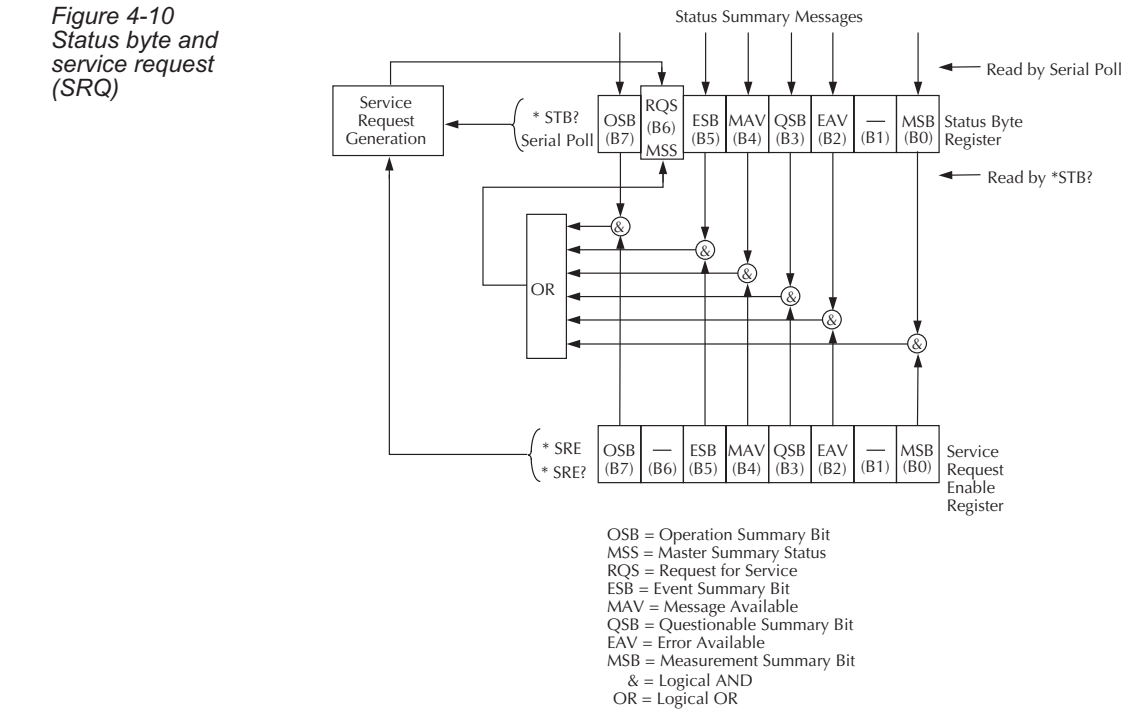 Figure 4-10
Status byte and
service request
(SRQ)
Status Summary Messages
Read by Serial Poll
Service
Request
Generation
* STB?
Serial Poll
OSB
(B7)
RQS
(B6)
MSS
ESB
(B5)
MAV
(B4)
QSB
(B3)
EAV
(B2)
—
(B1)
MSB
(B0)
Status Byte
Register
Read by *STB?
&
&
&
&
&
&
OR
* SRE
* SRE?
OSB
(B7)
—
(B6)
ESB
(B5)
MAV
(B4)
QSB
(B3)
EAV
(B2)
—
(B1)
MSB
(B0)
Service
Request
Enable
Register
OSB = Operation Summary Bit
MSS = Master Summary Status
RQS = Request for Service
ESB = Event Summary Bit
MAV = Message Available
QSB = Questionable Summary Bit
EAV = Error Available
MSB = Measurement Summary Bit
& = Logical AND
OR = Logical OR